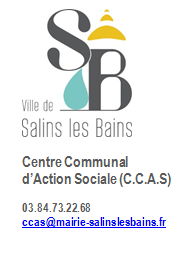 SB
Ville de
Salins les Bains
Centre Communal
d'Action Sociale (C.C.A.S)
03.84.73.22.68
ccas@mairie-salinslesbains.fr